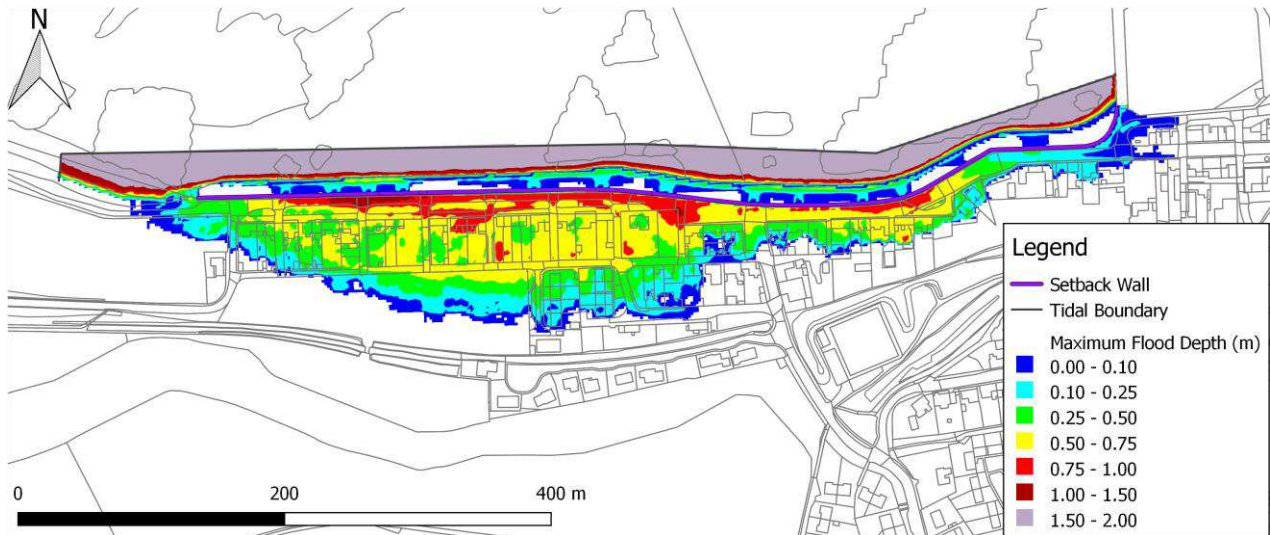 N
Legend
Setback Wall
Tidal Boundary
Maximum Flood Depth (m)
0.00 - 0.10
0.10 - 0.25
0.25 - 0.50
0.50 - 0.75
0.75 - 1.00
1.00 - 1.50
1.50 - 2.00
0 200 400 m